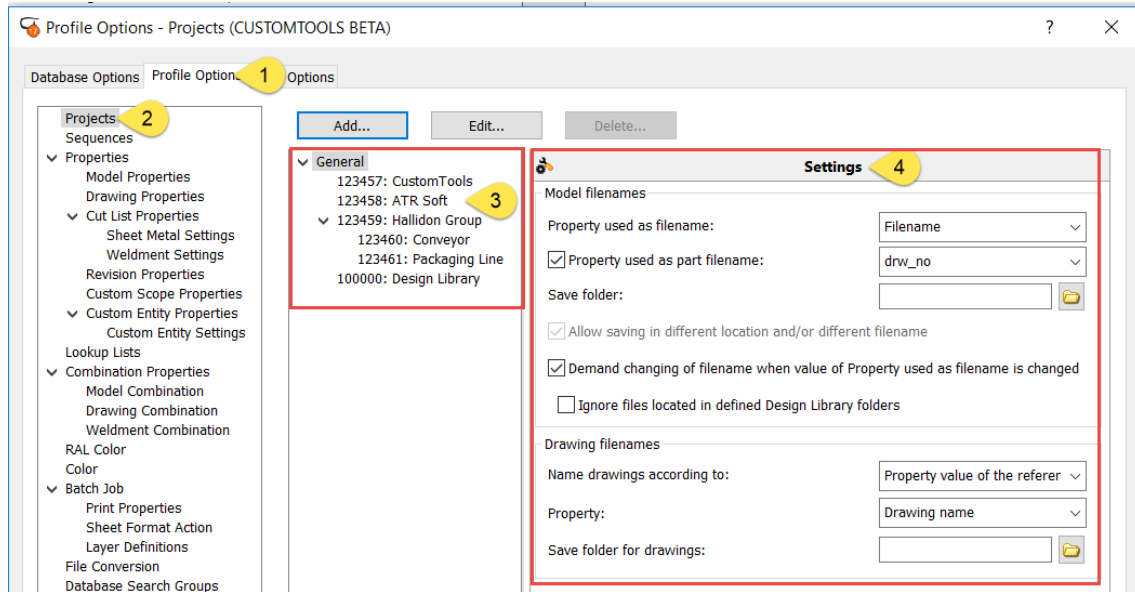 Profile Options - Projects (CUSTOMTOOLS BETA)
?
Database Options
Profile Option
1
Options
Projects
2
Sequences
Properties
Model Properties
Drawing Properties
Cut List Properties
Sheet Metal Settings
Weldment Settings
Revision Properties
Custom Scope Properties
Custom Entity Properties
Custom Entity Settings
Lookup Lists
Combination Properties
Model Combination
Drawing Combination
Weldment Combination
RAL Color
Color
Batch Job
Print Properties
Sheet Format Action
Layer Definitions
File Conversion
Database Search Groups
Add...
Edit...
Delete...
General
123457: CustomTools
123458: ATR Soft
3
123459: Hallidon Group
123460: Conveyor
123461: Packaging Line
100000: Design Library
Settings
4
Model filenames
Property used as filename:
Filename
Property used as part filename:
drw_no
Save folder:
Allow saving in different location and/or different filename
Demand changing of filename when value of Property used as filename is changed
Ignore files located in defined Design Library folders
Drawing filenames
Name drawings according to:
Property value of the referer
Property:
Drawing name
Save folder for drawings: